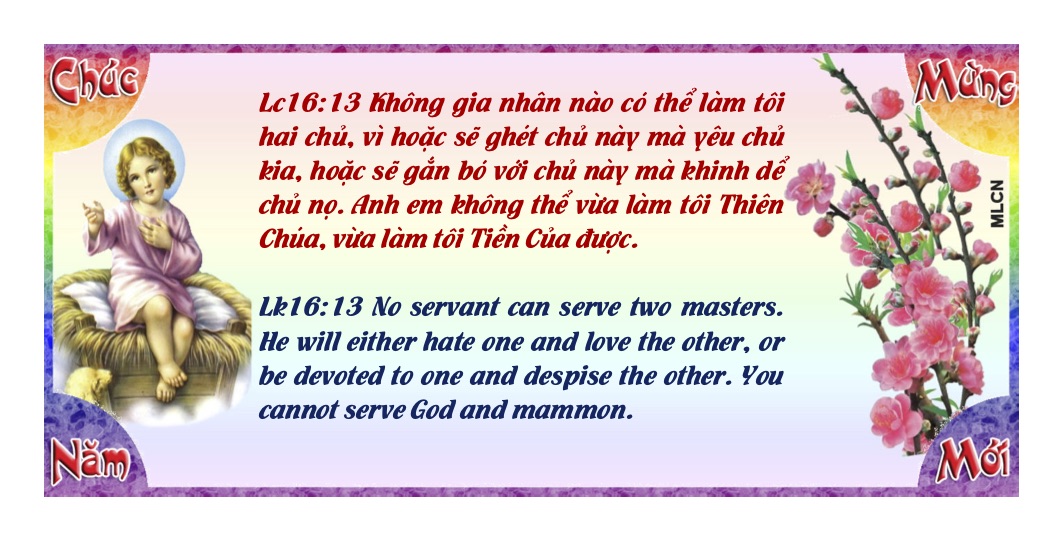 Chúc
Mừng
Lc16:13 Không gia nhân nào có thể làm tôi
hai chủ, vì hoặc sẽ ghét chủ này mà yêu chủ
kia, hoặc sẽ gắn bó với chủ này mà khinh dể
chủ nọ. Anh em không thể vừa làm tôi Thiên
Chúa, vừa làm tôi Tiền Của được.
MLCN
Lk16:13 No servant can serve two masters.
He will either hate one and love the other, or
be devoted to one and despise the other. You
cannot serve God and mammon.
Năm
Mới